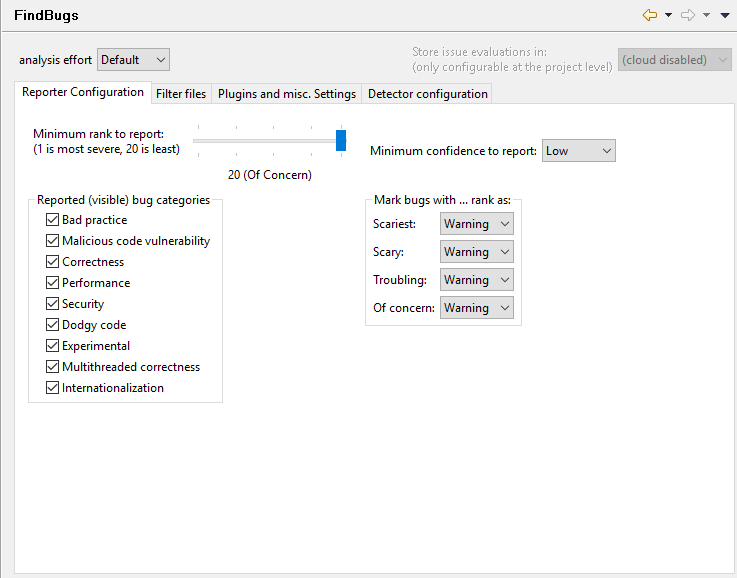 FindBugs
analysis effort Default
Store issue evaluations in:
(only configurable at the project level) (cloud disabled)
Reporter Configuration Filter files Plugins and misc. Settings Detector configuration
Minimum rank to report:
(1 is most severe, 20 is least)
20 (Of Concern)
Minimum confidence to report: Low
Reported (visible) bug categories
Bad practice
Malicious code vulnerability
Correctness
Performance
Security
Dodgy code
Experimental
Multithreaded correctness
Internationalization
Mark bugs with ... rank as:
Scariest: Warning
Scary: Warning
Troubling: Warning
Of concern: Warning